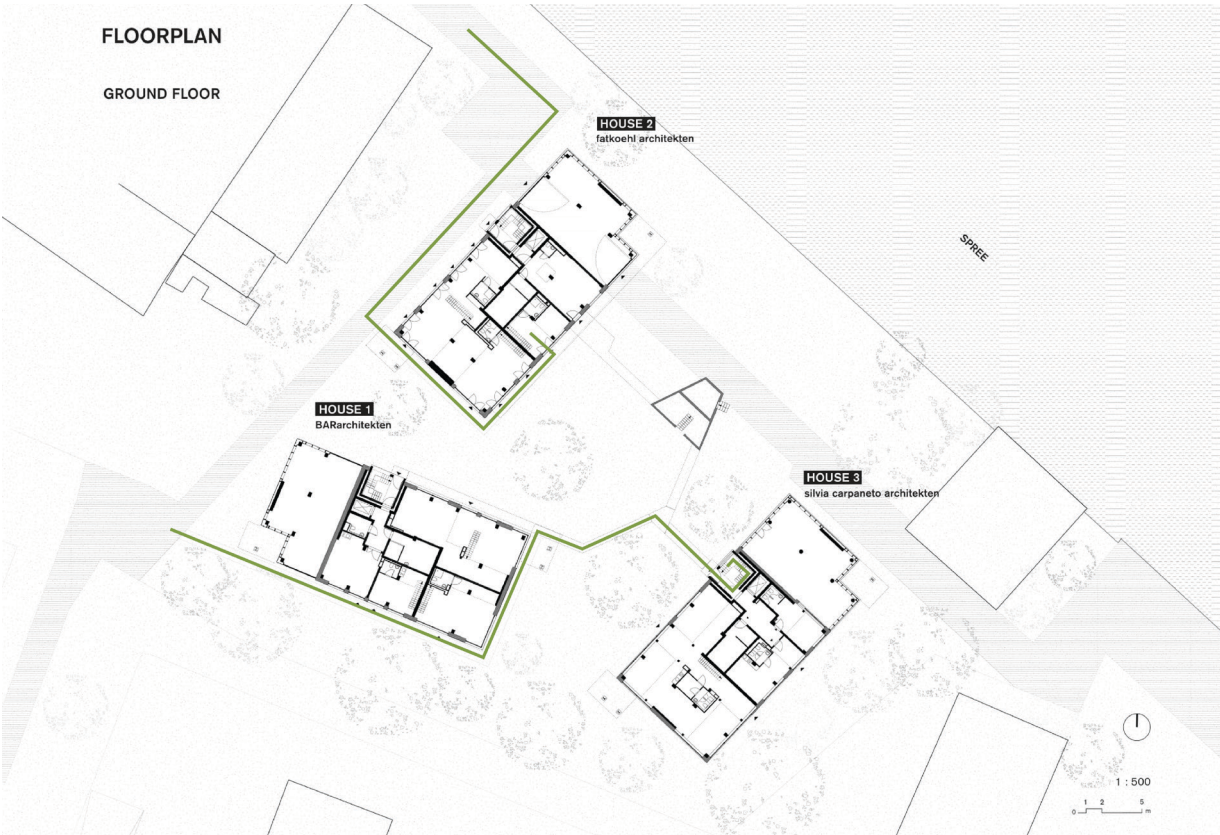 FLOORPLAN
GROUND FLOOR
HOUSE 2
fatkoehl architekten
SPREE
HOUSE 1
BARarchitekten
HOUSE 3
silvia carpaneto architekten
1 : 500
0 1 2 5 m